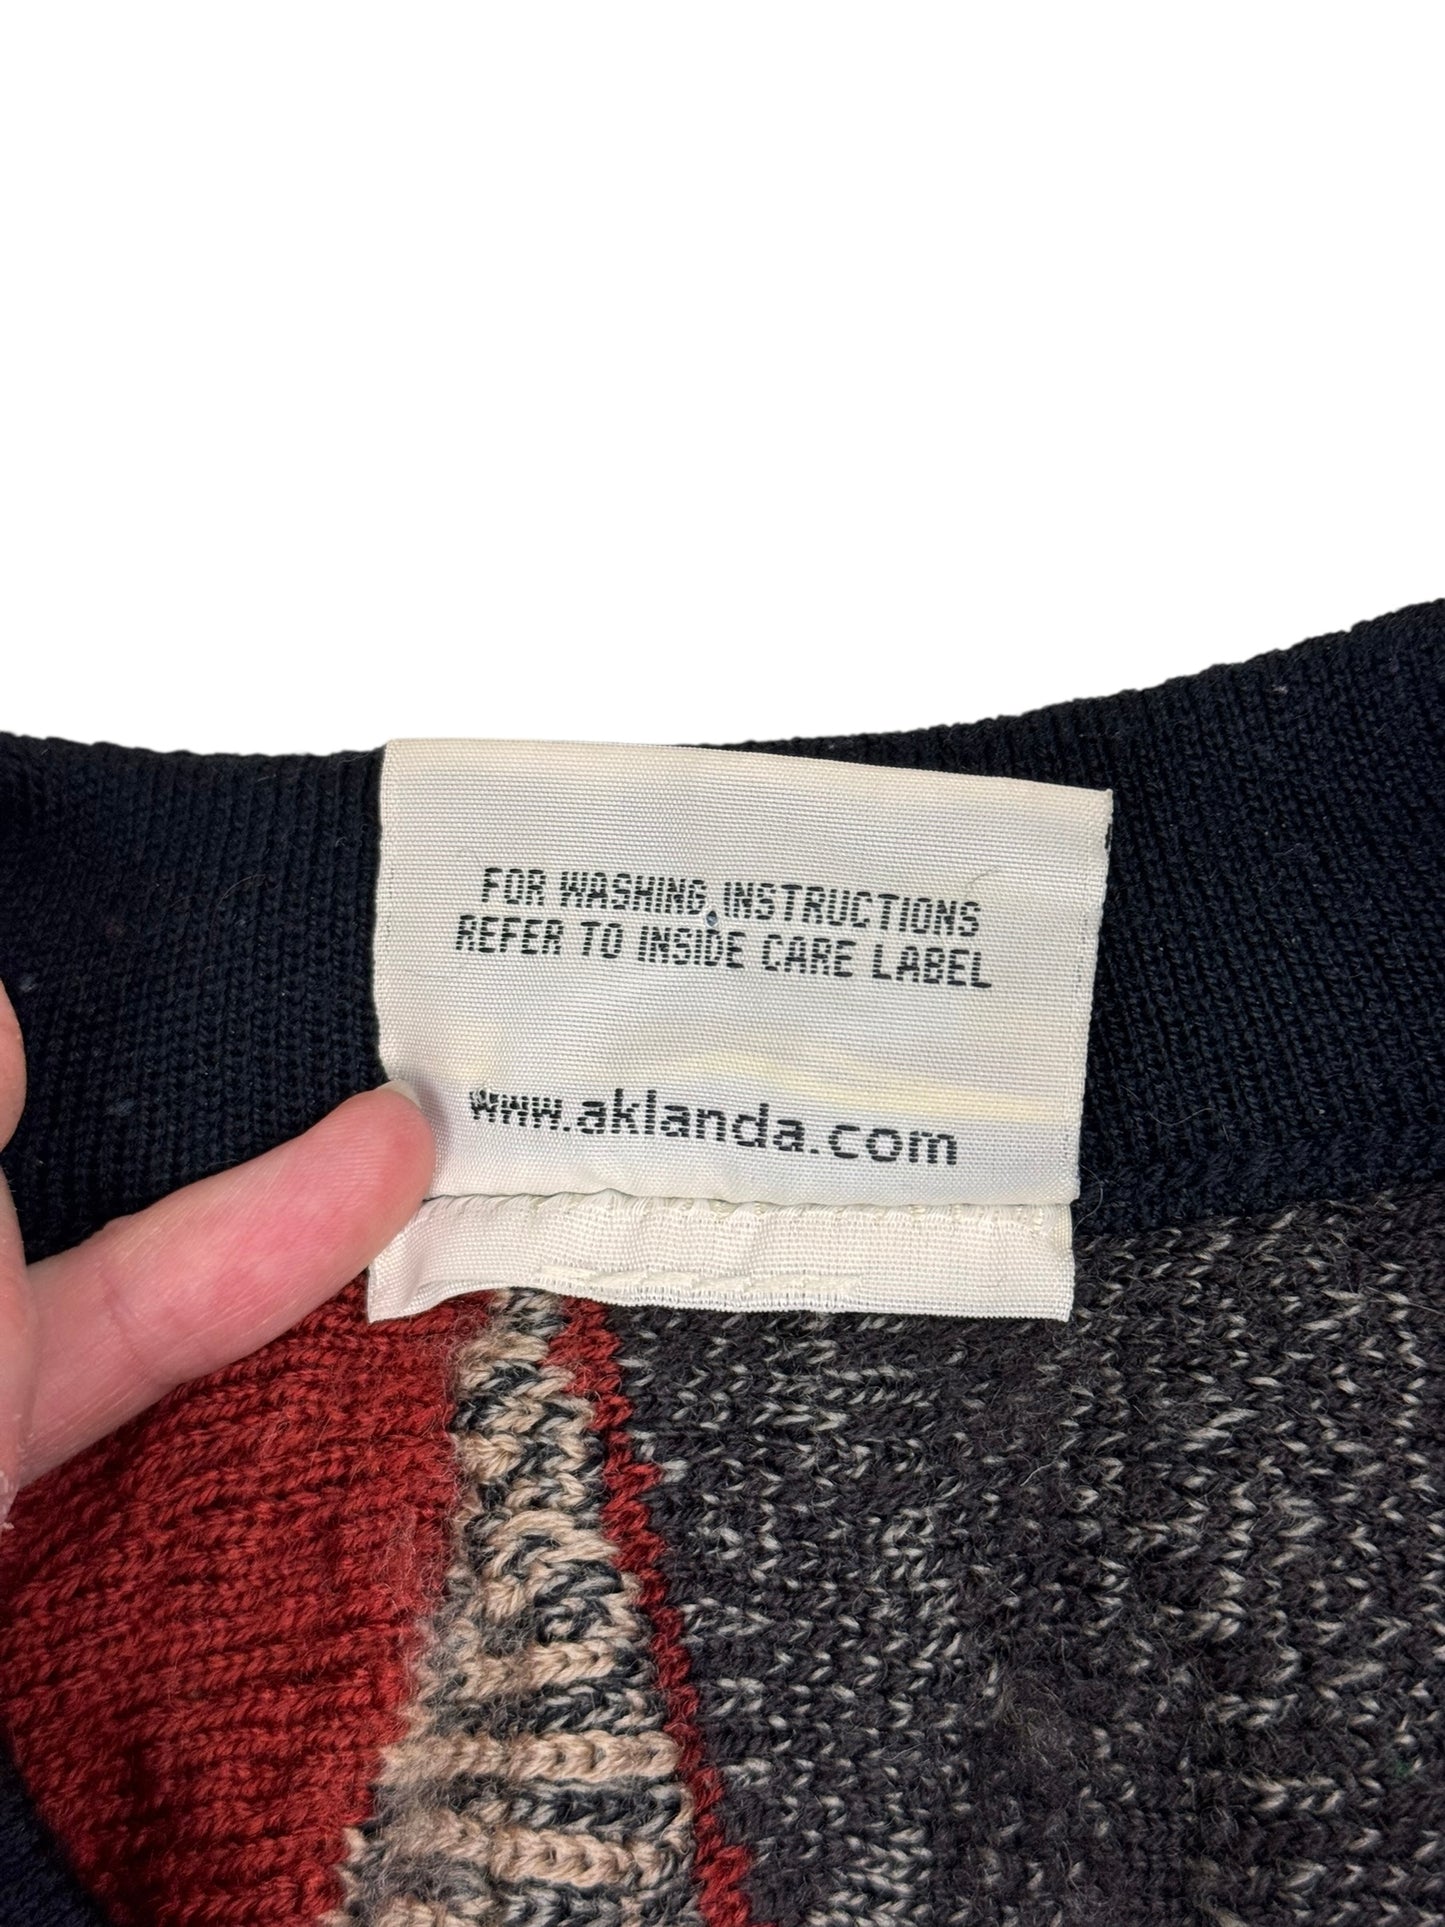 FOR WASHING INSTRUCTIONS
REFER TO INSIDE CARE LABEL
www.aklanda.com